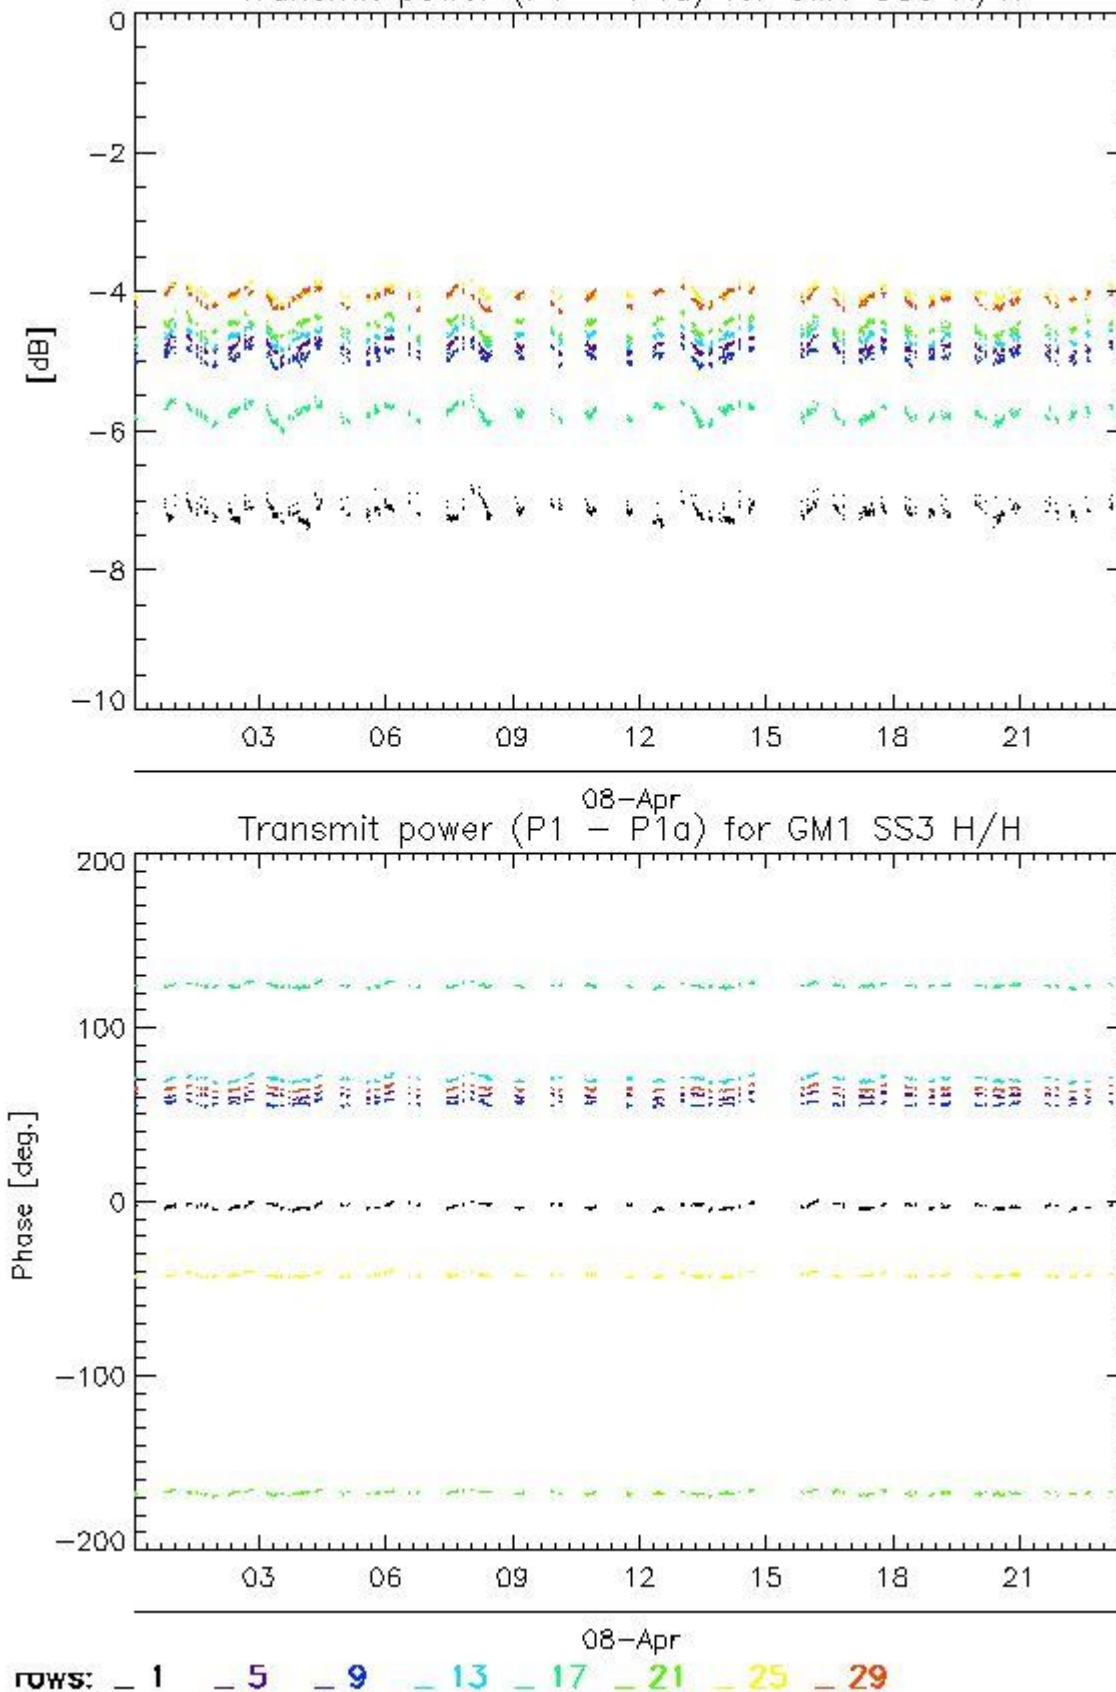 0
-2
-4
[dB]
-6
-8
-10
03 06 09 12 15 18 21
08-Apr
Transmit power (P1 - P1a) for GM1 SS3 H/H
200
100
0
Phase [deg.]
-100
-200
03 06 09 12 15 18 21
08-Apr
rows: _ 1 _ 5 _ 9 _ 13 _ 17 _ 21 _ 25 _ 29